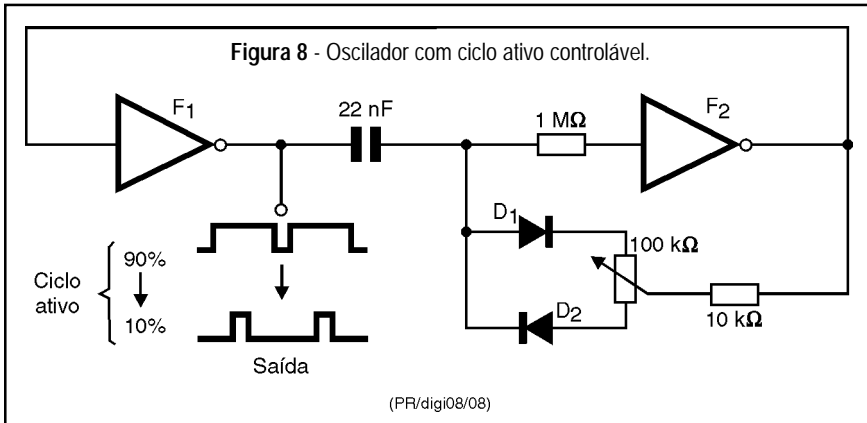 Figura 8 - Oscilador com ciclo ativo controlável.
F1
22 nF
1 MΩ
F2
D1
100 kΩ
D2
10 kΩ
Ciclo
ativo
90%
10%
Saída
(PR/digi08/08)